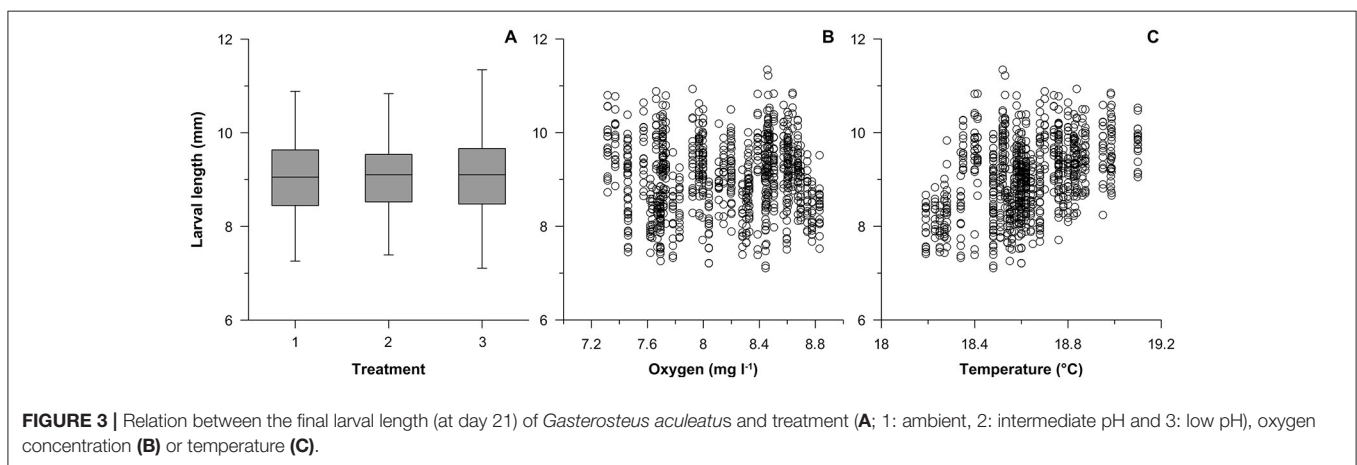 A
B
C
12
10
8
6
Larval length (mm)
1
2
3
Treatment
12
10
8
6
7.2
7.6
8
8.4
8.8
Oxygen (mg l-1)
12
10
8
6
18
18.4
18.8
19.2
Temperature (°C)
FIGURE 3 | Relation between the final larval length (at day 21) of Gasterosteus aculeatus and treatment (A; 1: ambient, 2: intermediate pH and 3: low pH), oxygen
concentration (B) or temperature (C).